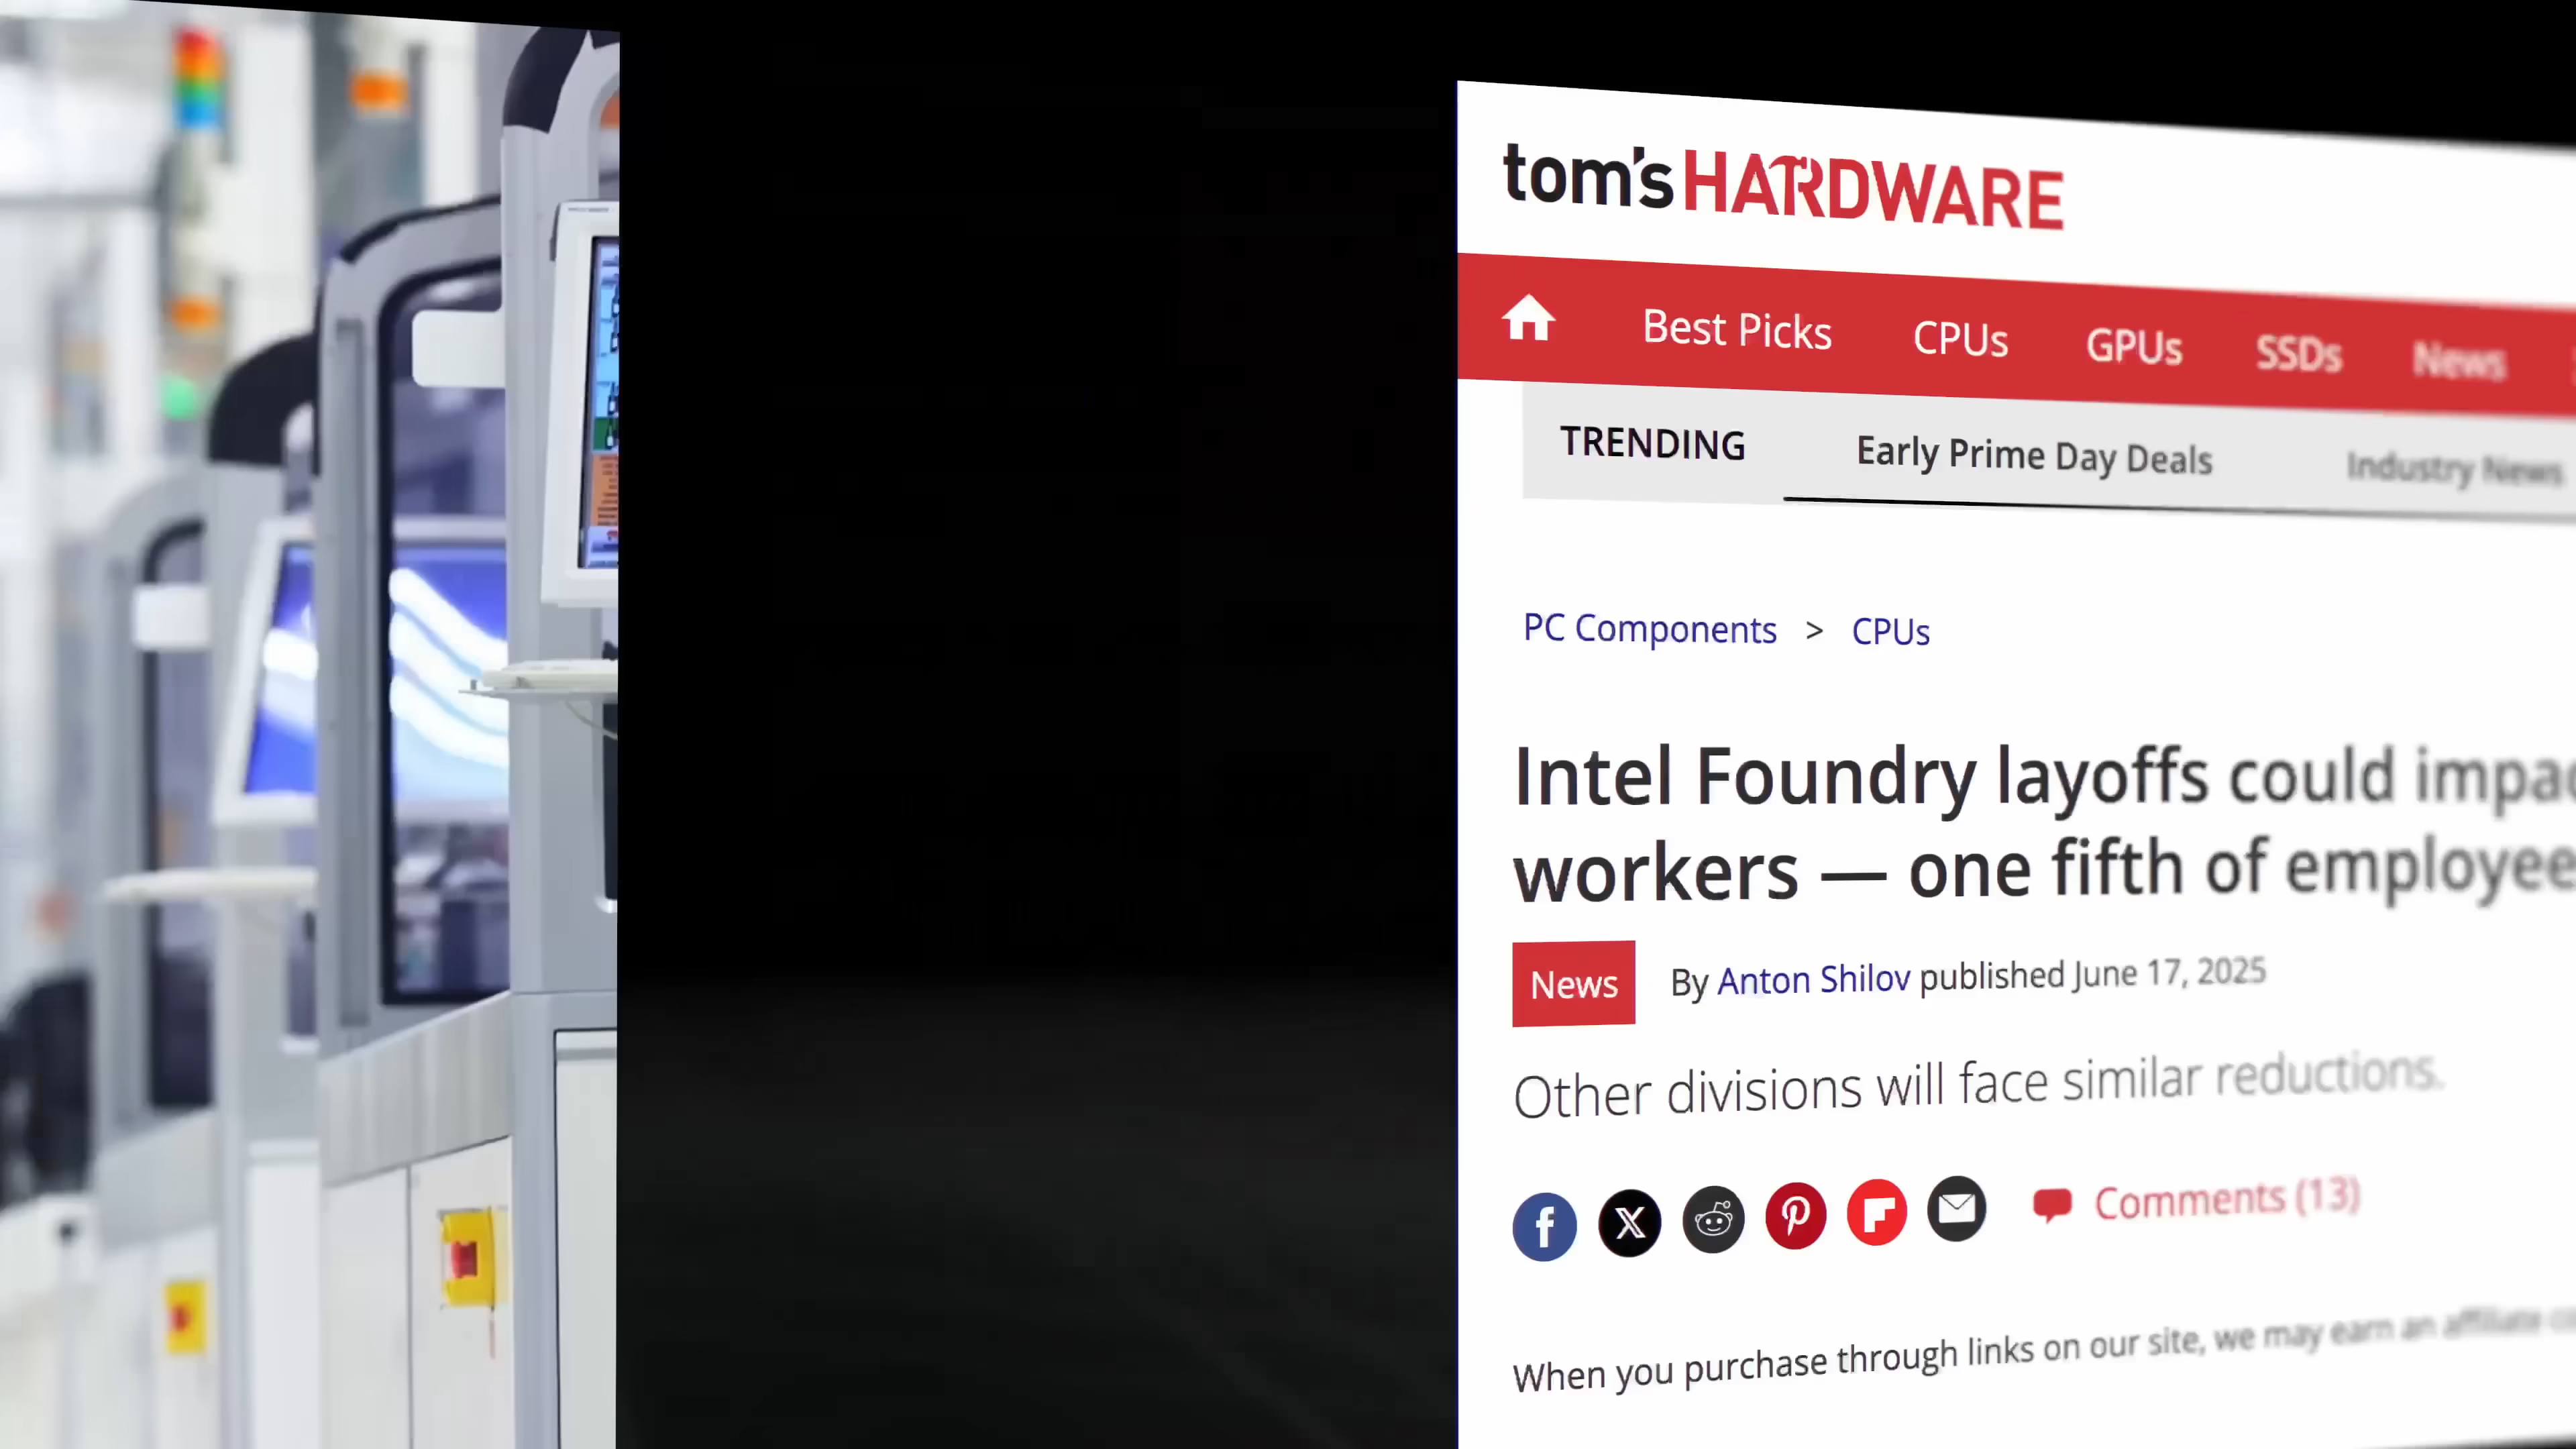 tom's HARDWARE
Best Picks CPUs GPUs SSDs News
TRENDING Early Prime Day Deals Industry News
PC Components > CPUs
Intel Foundry layoffs could
workers — one fifth of
News By Anton Shilov published June 17, 2025
Other divisions will face similar reductions.
Comments (13)
When you purchase through links on our site, we may earn an affiliate